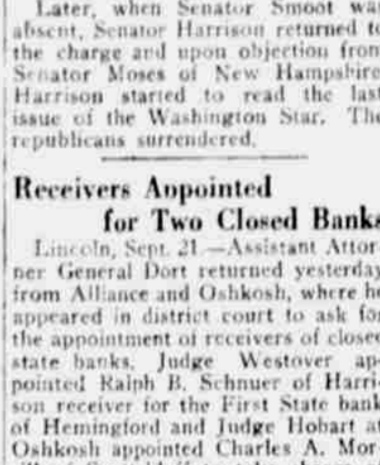 Later, when Senator Smoot was
absent, Senator Harrison returned to
the charge and upon objection from
Senator Moses of New Hampshire
Harrison started to read the last
issue of the Washington Star. The
republicans surrendered.
Receivers Appointed
for Two Closed Banks
Lincoln, Sept. 21.—Assistant Attor-
ner General Dort returned yesterday
from Alliance and Oshkosh, where he
appeared in district court to ask for
the appointment of receivers of closed
state banks. Judge Westover ap-
pointed Ralph B. Schnuer of Harri-
son receiver for the First State bank
of Hemingford and Judge Hobart at
Oshkosh appointed Charles A. Mor-